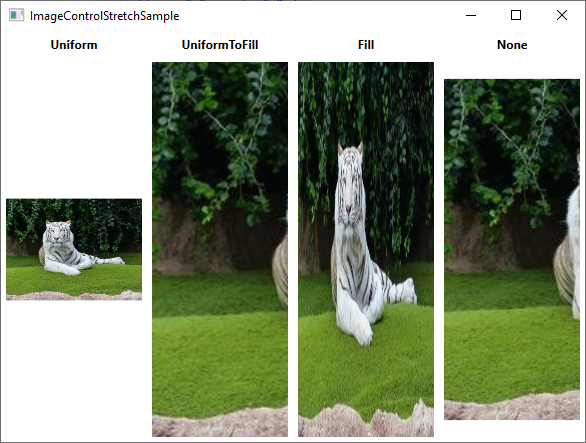 ImageControlStretchSample
Uniform UniformToFill Fill None